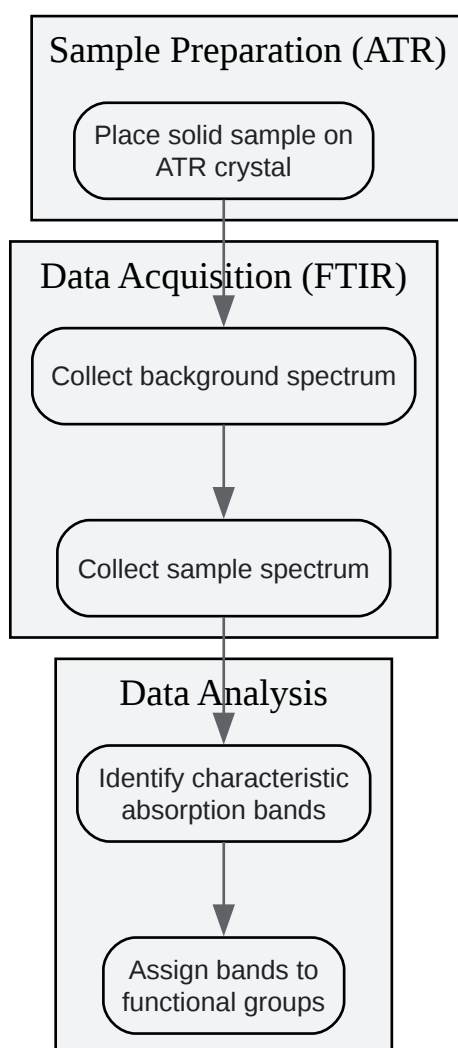 Sample Preparation (ATR)
Place solid sample on
ATR crystal
Data Acquisition (FTIR)
Collect background spectrum
Collect sample spectrum
Data Analysis
Identify characteristic
absorption bands
Assign bands to
functional groups